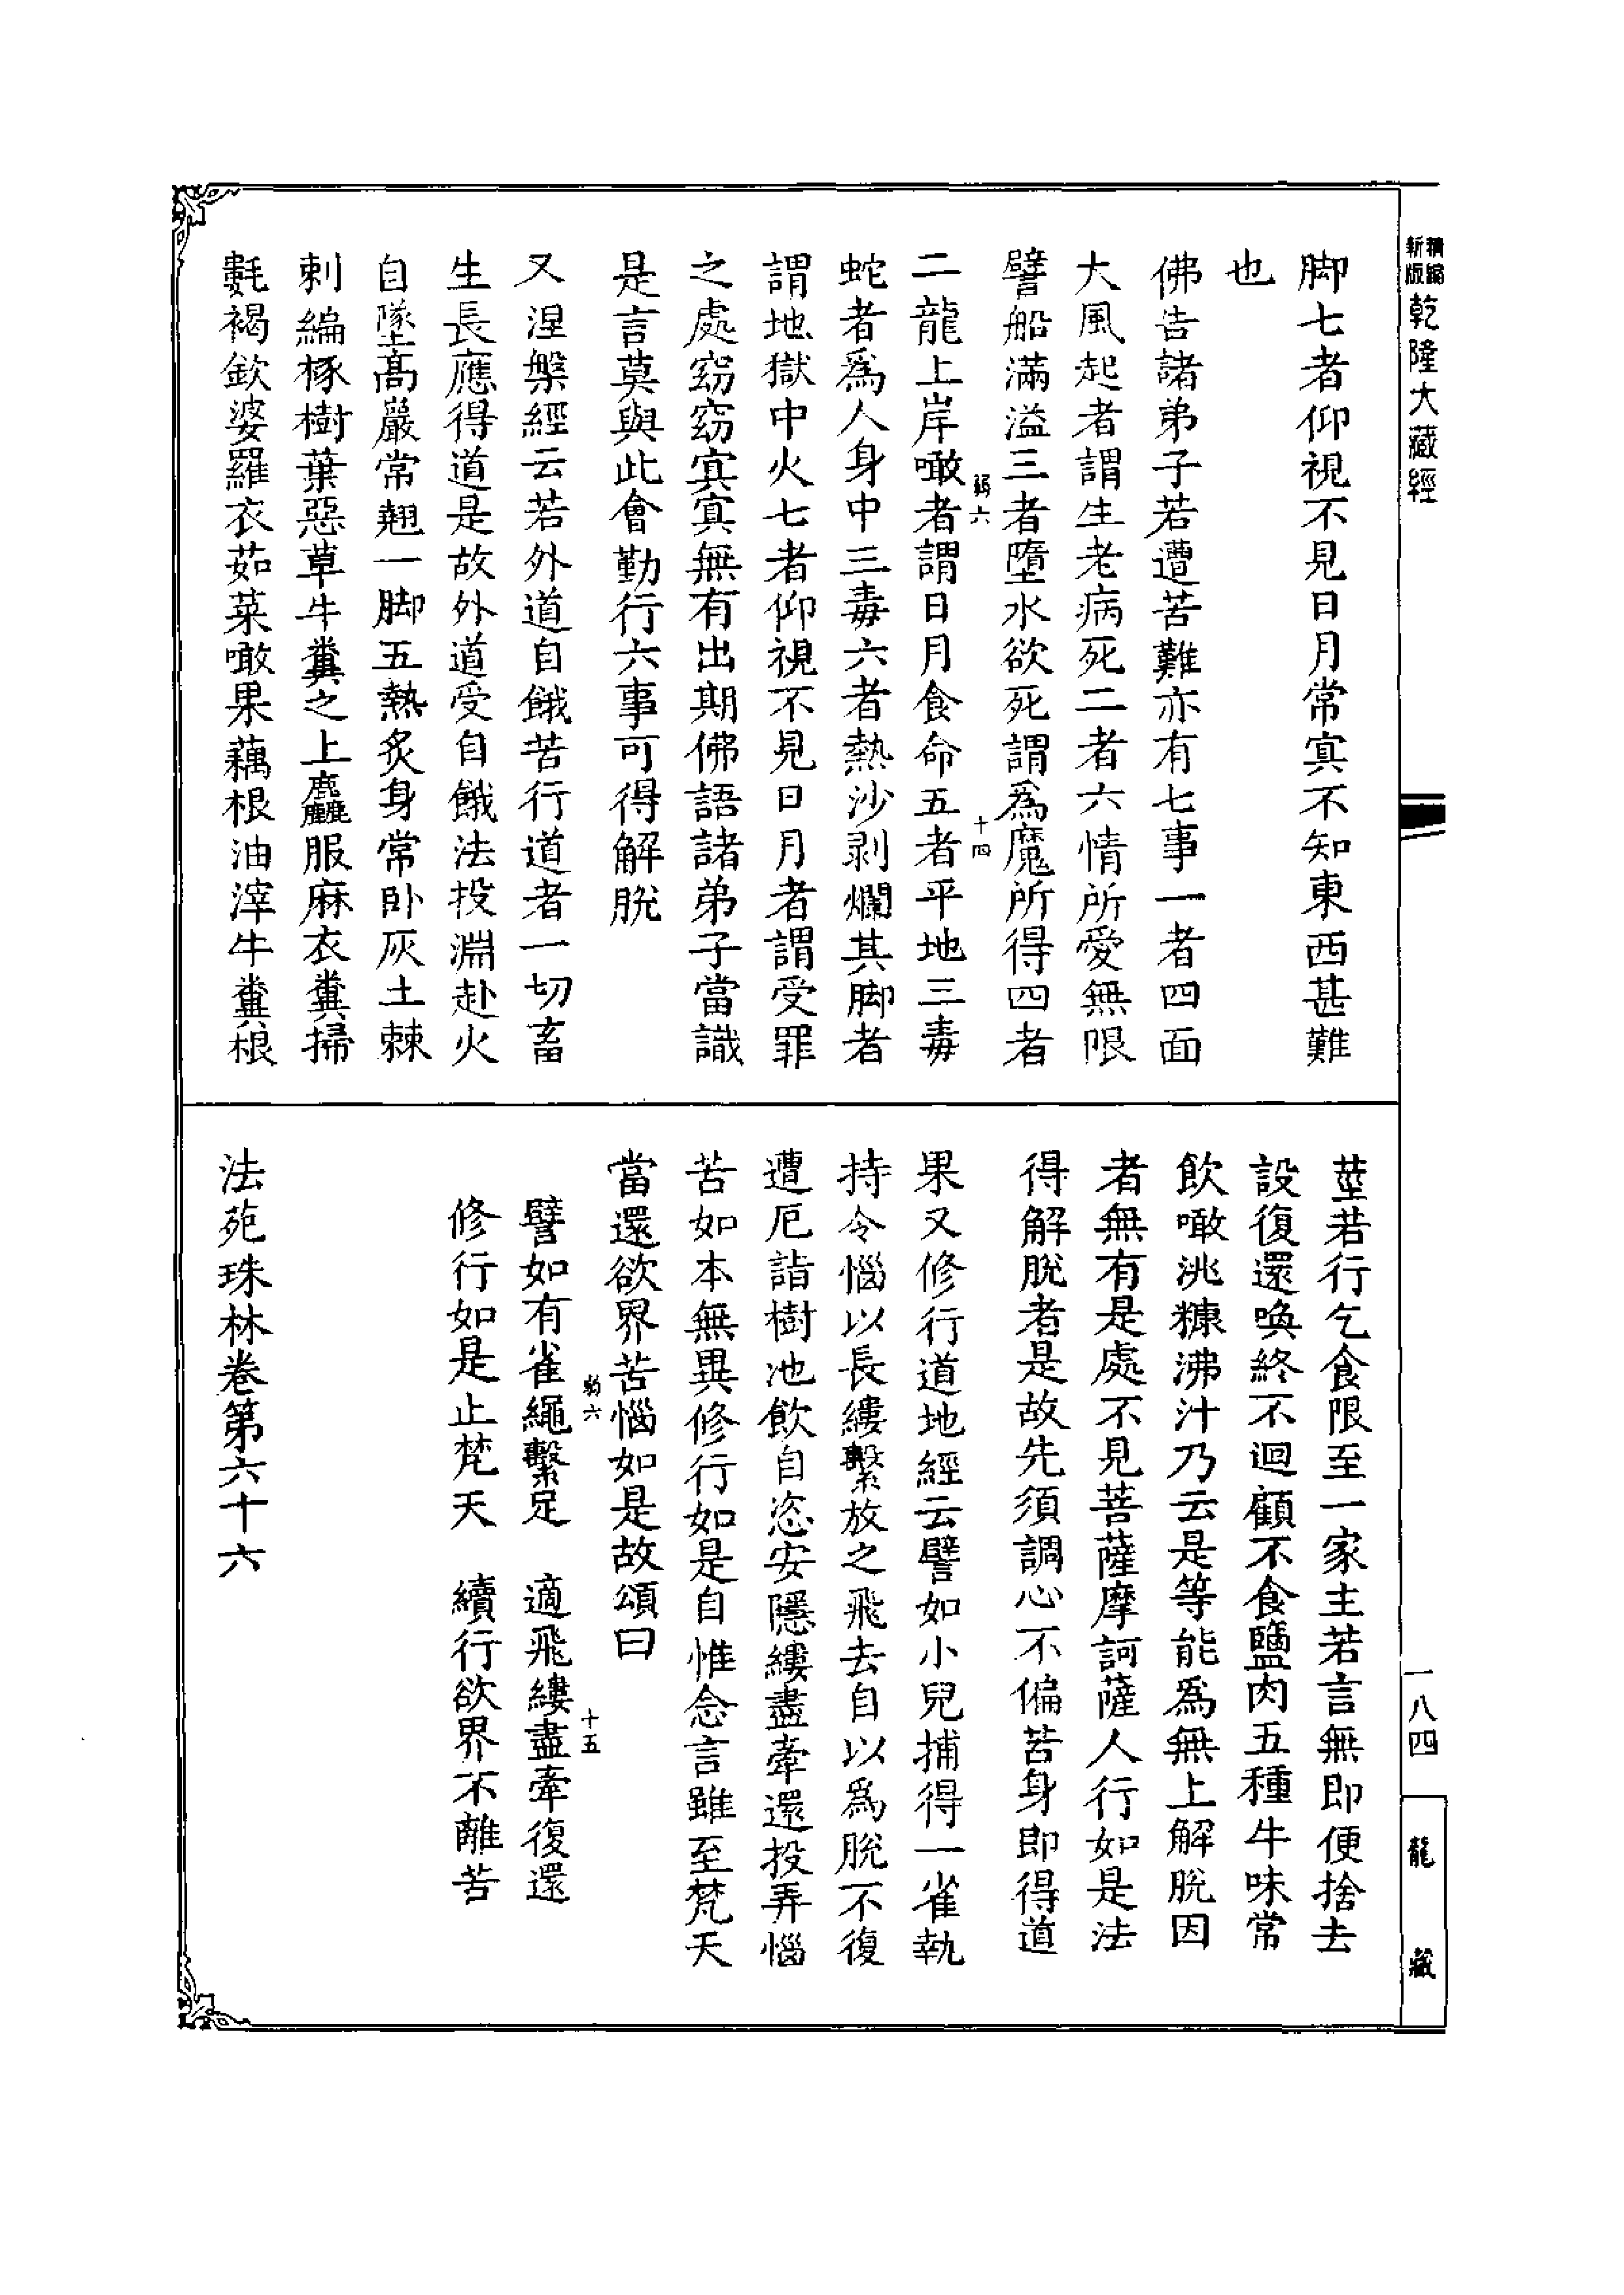 精編
新版
乾隆大藏經
脚七者仰視不見日月常冥不知東西甚難
也
佛告諸弟子若遭苦難亦有七事一者四面
大風起者謂生老病死二者六情所愛無限
譬船滿溢三者墮水欲死謂爲魔所得四者
二龍上岸噉者謂日月食命五者平地三毒
蛇者爲人身中三毒六者熱沙剥爛其脚者
謂地獄中火七者仰視不見日月者謂受罪
之處窈窈冥冥無有出期佛語諸弟子當識
是言莫與此會勤行六事可得解脫
又涅槃經云若外道自餓苦行道者一切畜
生長應得道是故外道受自餓法投淵赴火
自墜高巖常翹一脚五熱炙身常卧灰土棘
刺編椓樹葉惡草牛糞之上麤服麻衣糞掃
氀褐欽婆羅衣茹菜噉果藕根油滓牛糞根
莖若行乞食限至一家主若言無即便捨去
設復還喚終不迴顧不食鹽肉五種牛味常
飲噉洮糠沸汁乃云是等能爲無上解脫因
者無有是處不見菩薩摩訶薩人行如是法
得解脫者是故先須調心不偏苦身即得道
果又修行道地經云譬如小兒捕得一雀執
持令惱以長縷繫放之飛去自以爲脫不復
遭厄詣樹池飲自恣安隱縷盡牽還投弄惱
苦如本無異修行如是自惟念言雖至梵天
當還欲界苦惱如是故頌曰
譬如有雀繩繫足　適飛縷盡牽復還
修行如是止梵天　續行欲界不離苦
法苑珠林卷第六十六
六
十四
六
十五
一八四
龍藏